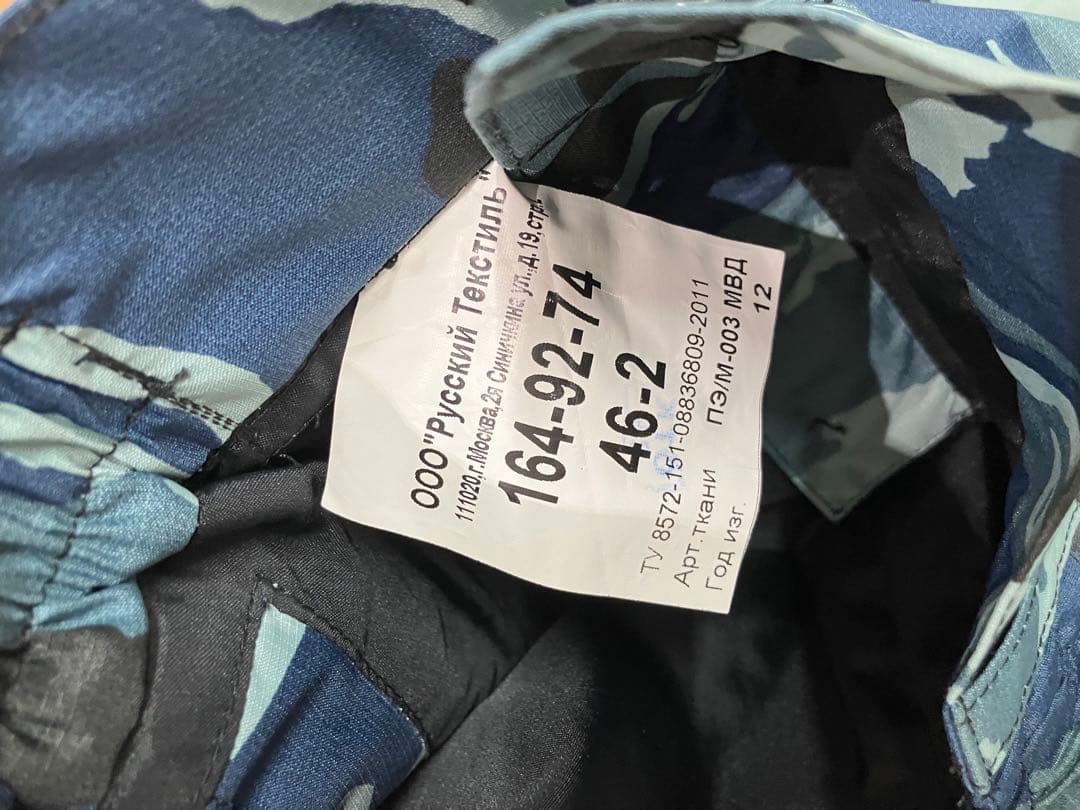 ООО"Русский Текстиль"
111020,г.Москва,2я Синичкина ул.,д.19,стр.
164-92-74
46-2
ТУ 8572-151-08836809-2011
Арт.ткани ПЭ/М-003 МВД
Год изг. 12